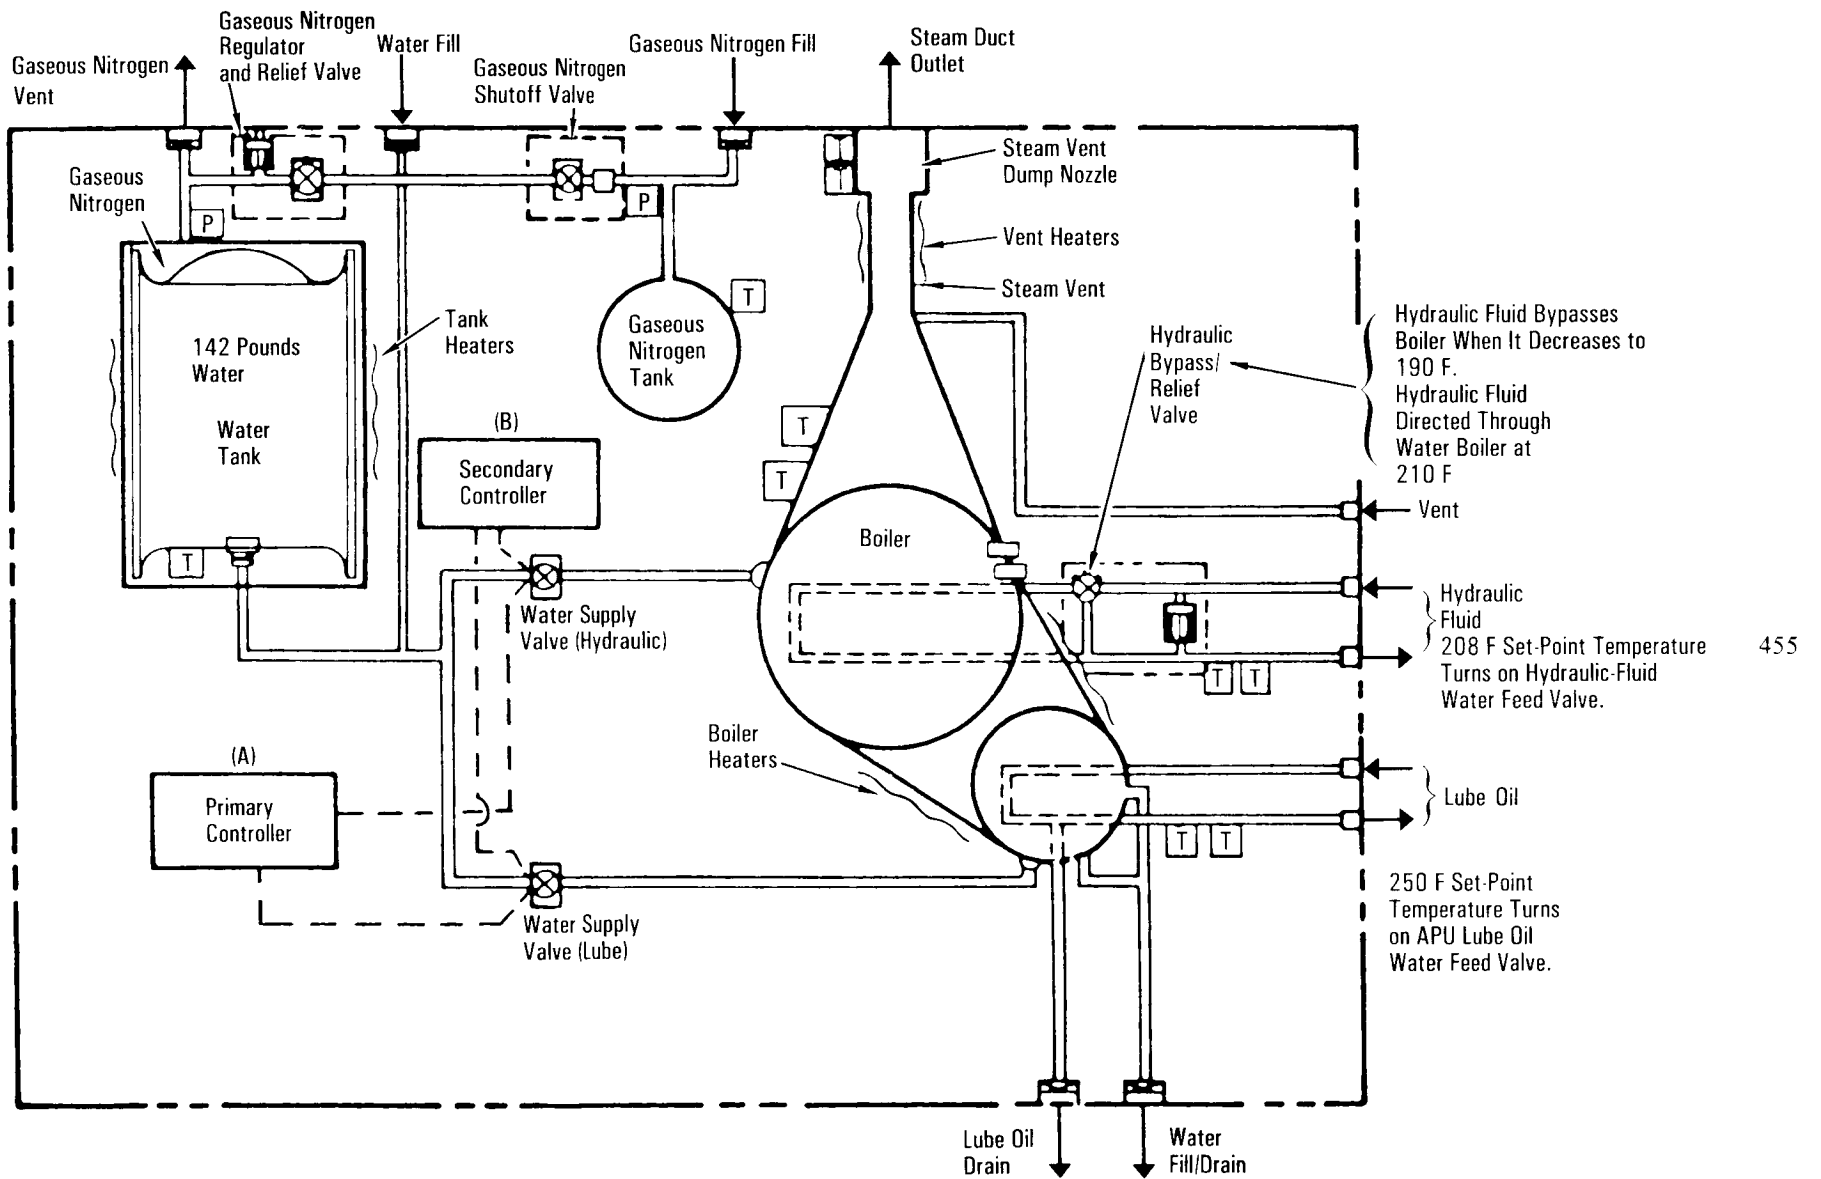 Gaseous Nitrogen
Vent
Gaseous Nitrogen
Regulator
and Relief Valve
Water Fill
Gaseous Nitrogen
Shutoff Valve
Gaseous Nitrogen Fill
Steam Duct
Outlet
Gaseous
Nitrogen
P
P
Steam Vent
Dump Nozzle
Vent Heaters
Steam Vent
T
Tank
Heaters
142 Pounds
Water
Water
Tank
T
Gaseous
Nitrogen
Tank
Hydraulic
Bypass/
Relief
Valve
Hydraulic Fluid Bypasses
Boiler When It Decreases to
190 F.
Hydraulic Fluid
Directed Through
Water Boiler at
210 F
(B)
Secondary
Controller
T
T
Boiler
Vent
Water Supply
Valve (Hydraulic)
Hydraulic
Fluid
208 F Set-Point Temperature
Turns on Hydraulic-Fluid
Water Feed Valve.
455
T
T
Boiler
Heaters
(A)
Primary
Controller
Lube Oil
T
T
Water Supply
Valve (Lube)
250 F Set-Point
Temperature Turns
on APU Lube Oil
Water Feed Valve.
Lube Oil
Drain
Water
Fill/Drain